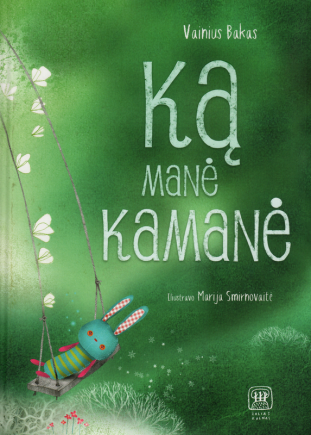 Vainius Bakas
Ką
manė
kamanė
Iliustravo Marija Smirnovaitė